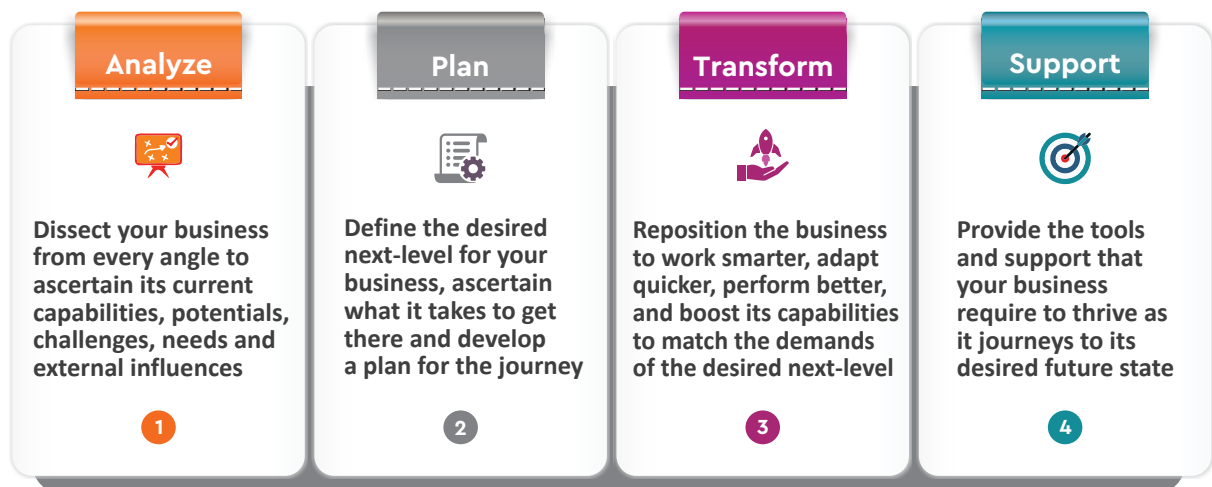 Analyze
Dissect your business
from every angle to
ascertain its current
capabilities, potentials,
challenges, needs and
external influences
1
Plan
Define the desired
next-level for your
business, ascertain
what it takes to get
there and develop
a plan for the journey
2
Transform
Reposition the business
to work smarter, adapt
quicker, perform better,
and boost its capabilities
to match the demands
of the desired next-level
3
Support
Provide the tools
and support that
your business
require to thrive as
it journeys to its
desired future state
4